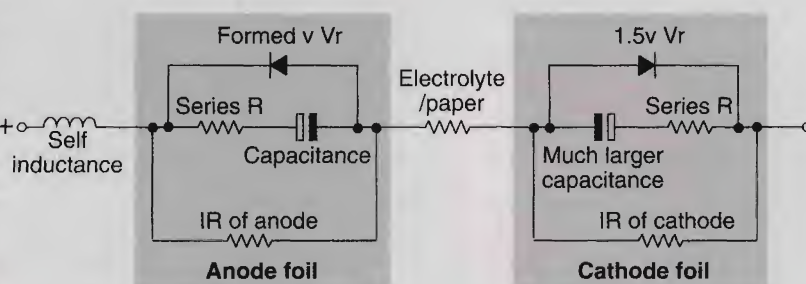 Formed v Vr
1.5v Vr
Electrolyte
/paper
Series R
Series R
+
Self
inductance
Capacitance
Much larger
capacitance
IR of anode
IR of cathode
Anode foil
Cathode foil